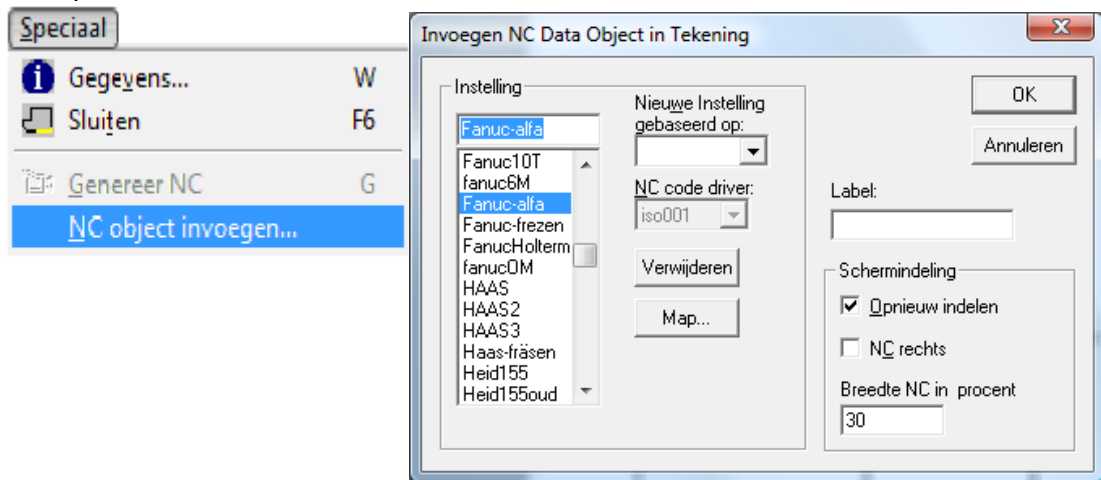 Speciaal
Gegevens... W
Sluiten F6
Genereer NC G
NC object invoegen...
Invoegen NC Data Object in Tekening
Instelling
Fanuc-alfa
Fanuc10T
fanuc6M
Fanuc-alfa
Fanuc-frezen
FanucHolterm
fanucOM
HAAS
HAAS2
HAAS3
Haas-fräsen
Heid155
Heid155oud
Nieuwe Instelling
gebaseerd op:
NC code driver:
iso001
Verwijderen
Map...
OK
Annuleren
Label:
Schermindeling
Opnieuw indelen
NC rechts
Breedte NC in procent
30